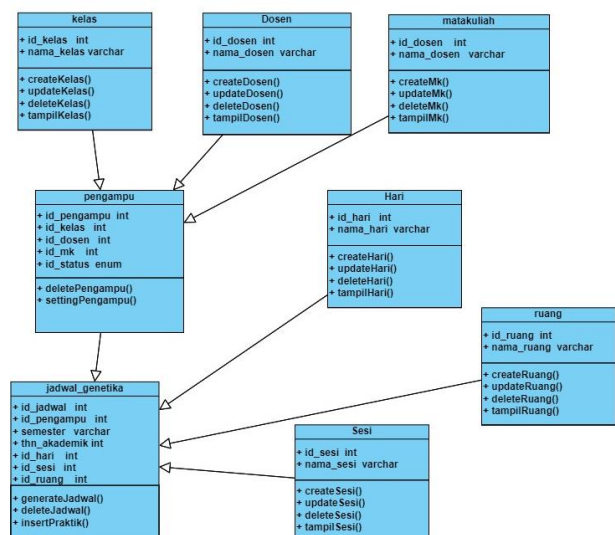 kelas
+ id_kelas int
+ nama_kelas varchar
+ createKelas()
+ updateKelas()
+ deleteKelas()
+ tampilKelas()
Dosen
+ id_dosen int
+ nama_dosen varchar
+ createDosen()
+ updateDosen()
+ deleteDosen()
+ tampilDosen()
matakuliah
+ id_dosen int
+ nama_dosen varchar
+ createMk()
+ updateMk()
+ deleteMk()
+ tampilMk()
pengampu
+ id_pengampu int
+ id_kelas int
+ id_dosen int
+ id_mk int
+ id_status enum
+ deletePengampu()
+ settingPengampu()
Hari
+ id_hari int
+ nama_hari varchar
+ createHari()
+ updateHari()
+ deleteHari()
+ tampilHari()
ruang
+ id_ruang int
+ nama_ruang varchar
+ createRuang()
+ updateRuang()
+ deleteRuang()
+ tampilRuang()
jadwal_genetika
+ id_jadwal int
+ id_pengampu int
+ semester varchar
+ thn_akademik int
+ id_hari int
+ id_sesi int
+ id_ruang int
+ generateJadwal()
+ deleteJadwal()
+ insertPraktik()
Sesi
+ id_sesi int
+ nama_sesi varchar
+ createSesi()
+ updateSesi()
+ deleteSesi()
+ tampilSesi()